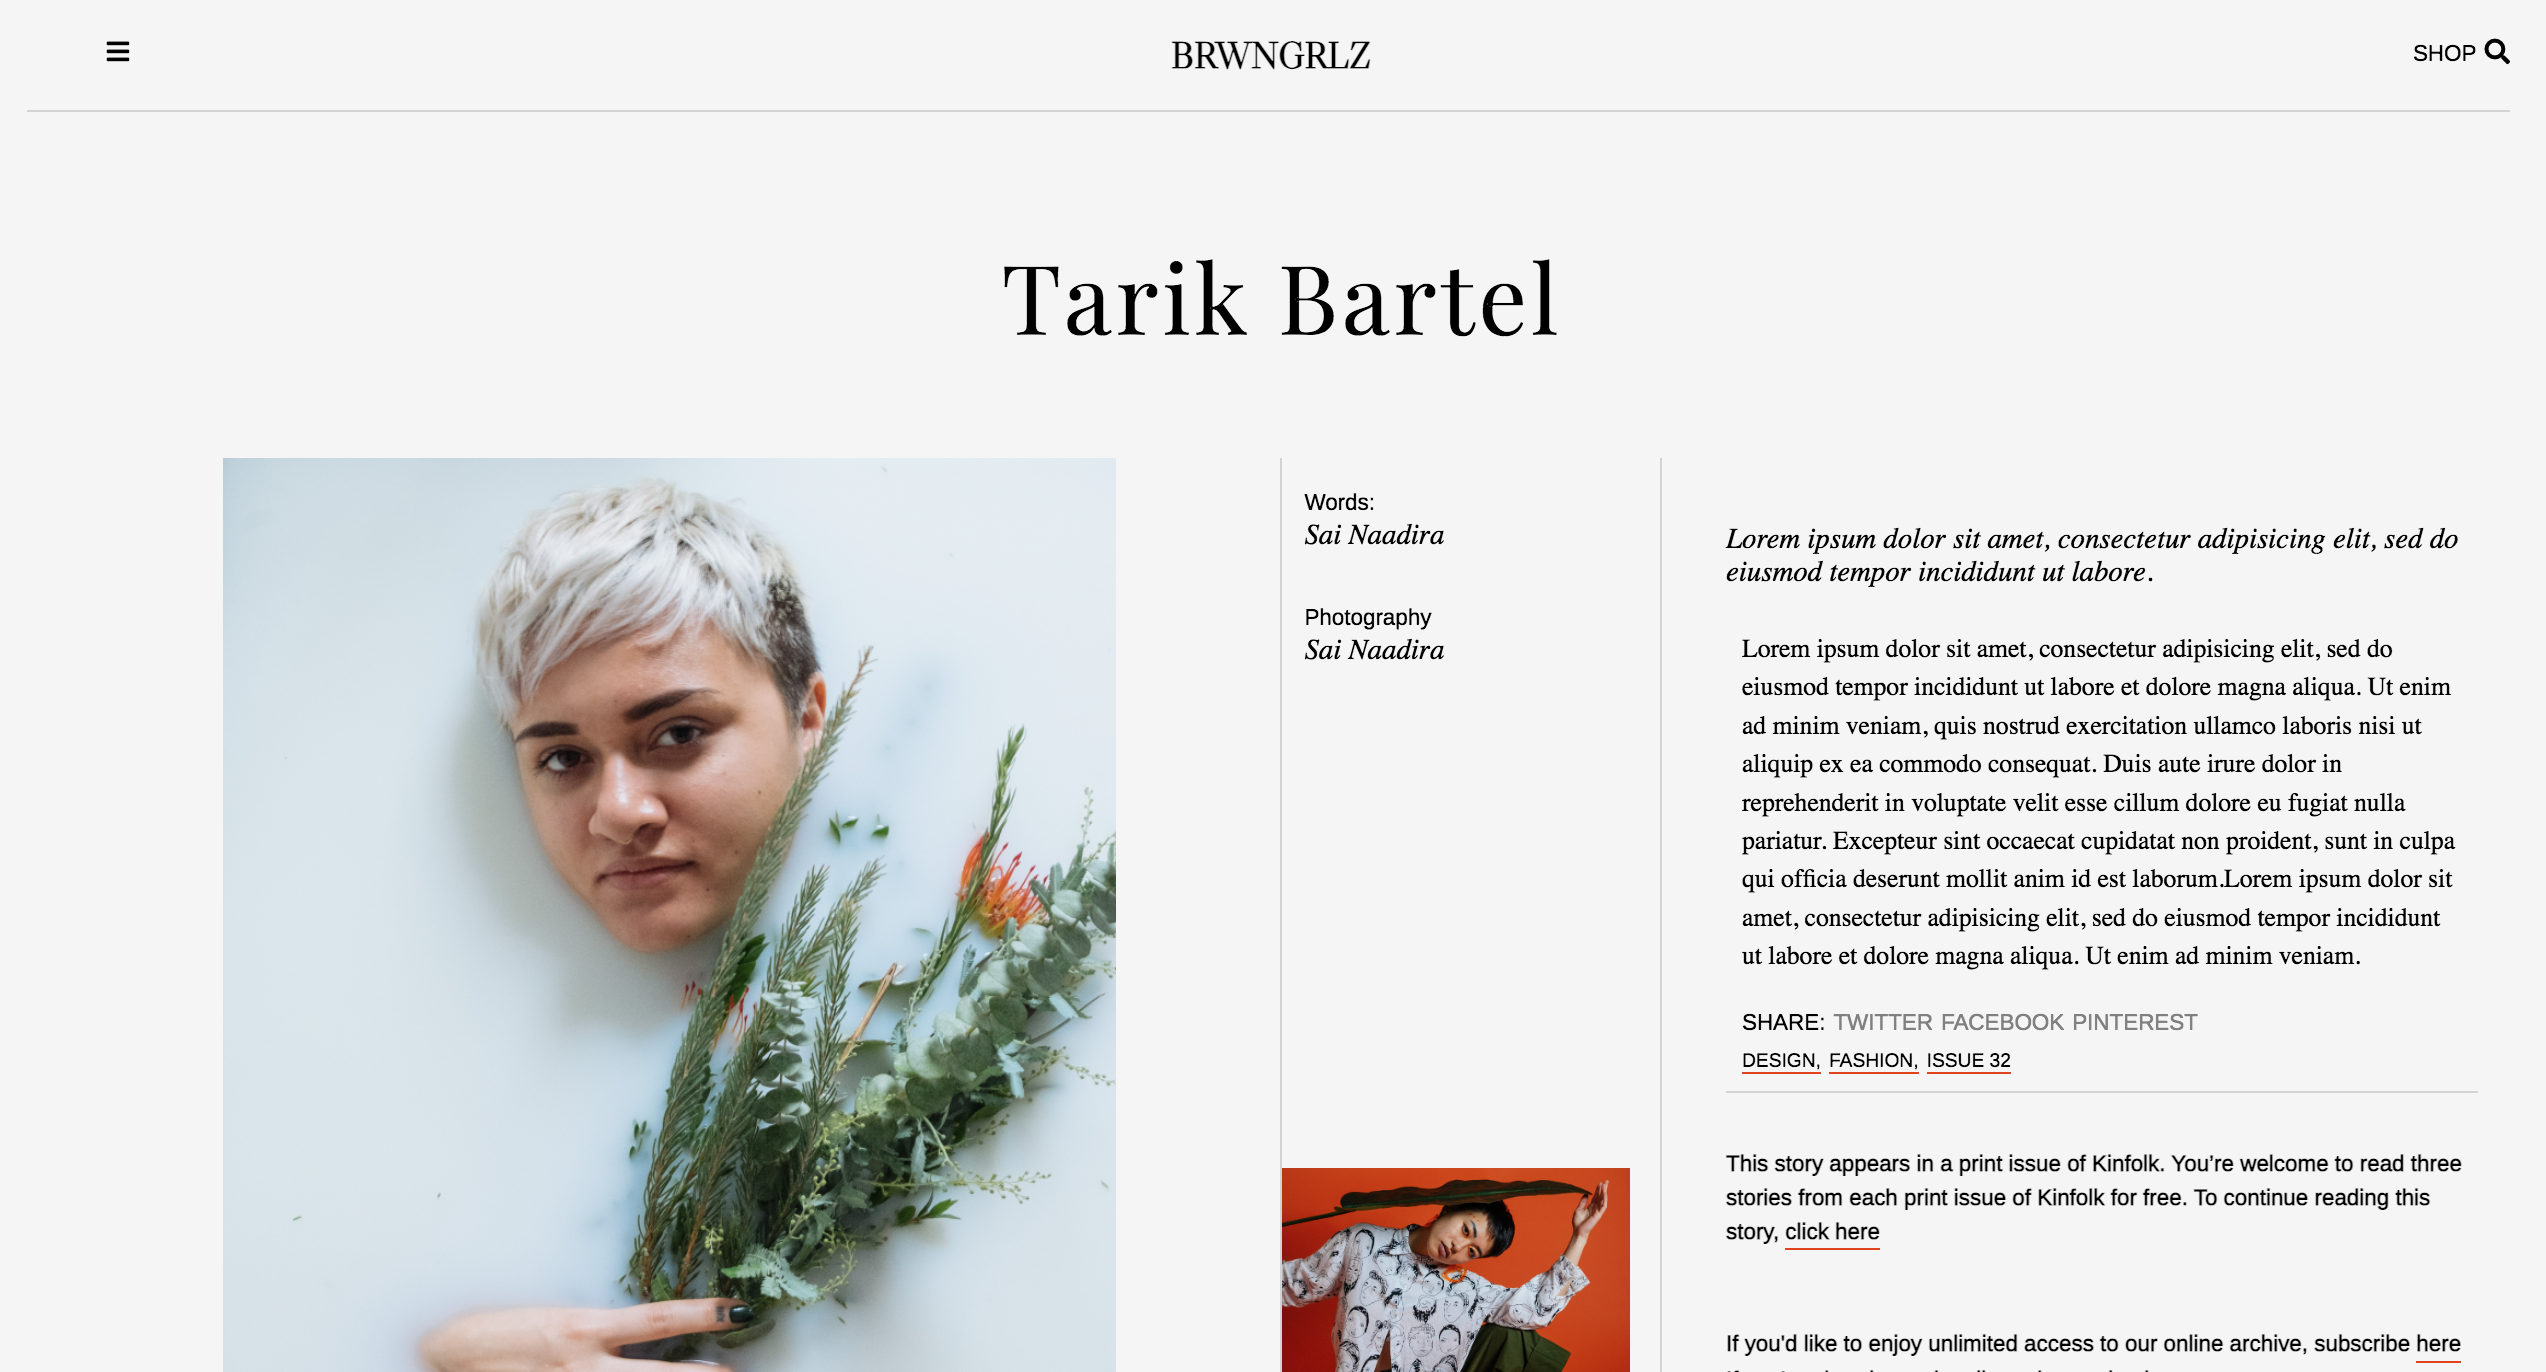 BRWNGRLZ
SHOP
Tarik Bartel
Words:
Sai Naadira
Photography
Sai Naadira
Lorem ipsum dolor sit amet, consectetur adipisicing elit, sed do
eiusmod tempor incididunt ut labore.
Lorem ipsum dolor sit amet, consectetur adipisicing elit, sed do
eiusmod tempor incididunt ut labore et dolore magna aliqua. Ut enim
ad minim veniam, quis nostrud exercitation ullamco laboris nisi ut
aliquip ex ea commodo consequat. Duis aute irure dolor in
reprehenderit in voluptate velit esse cillum dolore eu fugiat nulla
pariatur. Excepteur sint occaecat cupidatat non proident, sunt in culpa
qui officia deserunt mollit anim id est laborum.Lorem ipsum dolor sit
amet, consectetur adipisicing elit, sed do eiusmod tempor incididunt
ut labore et dolore magna aliqua. Ut enim ad minim veniam.
SHARE: TWITTER FACEBOOK PINTEREST
DESIGN, FASHION, ISSUE 32
This story appears in a print issue of Kinfolk. You’re welcome to read three
stories from each print issue of Kinfolk for free. To continue reading this
story, click here
If you'd like to enjoy unlimited access to our online archive, subscribe here